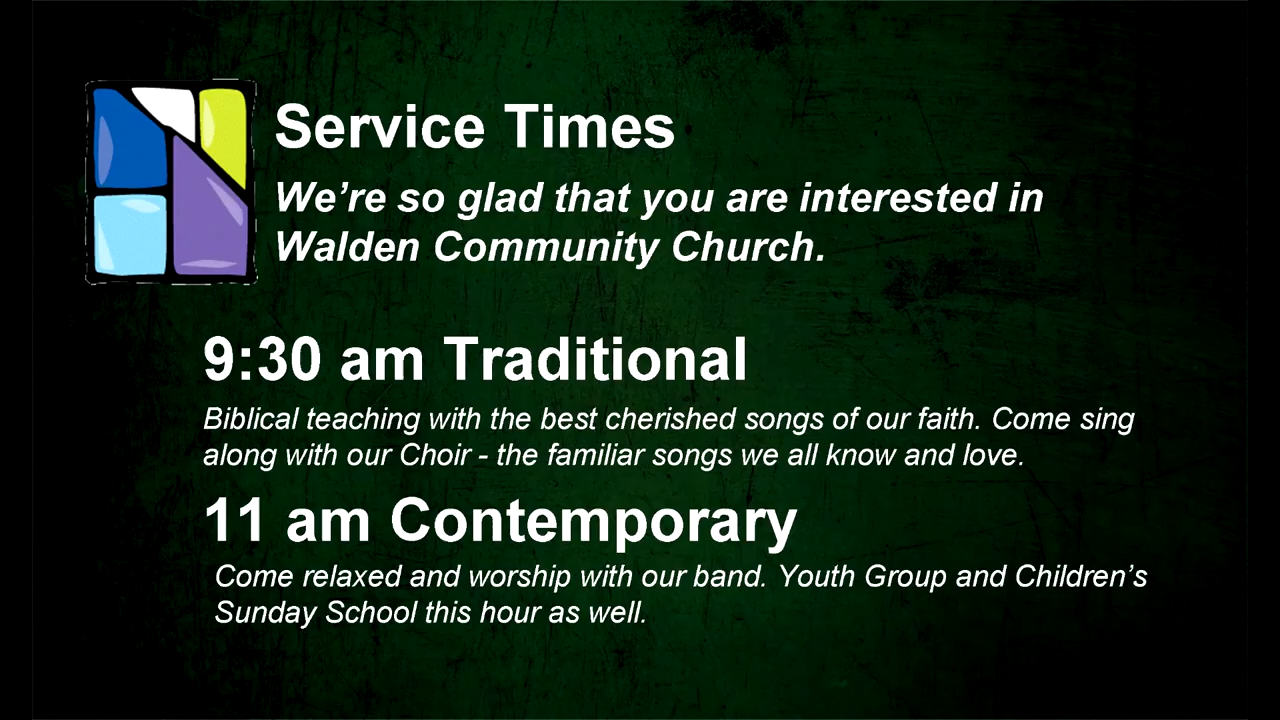 Service Times
We’re so glad that you are interested in
Walden Community Church.
9:30 am Traditional
Biblical teaching with the best cherished songs of our faith. Come sing
along with our Choir - the familiar songs we all know and love.
11 am Contemporary
Come relaxed and worship with our band. Youth Group and Children’s
Sunday School this hour as well.